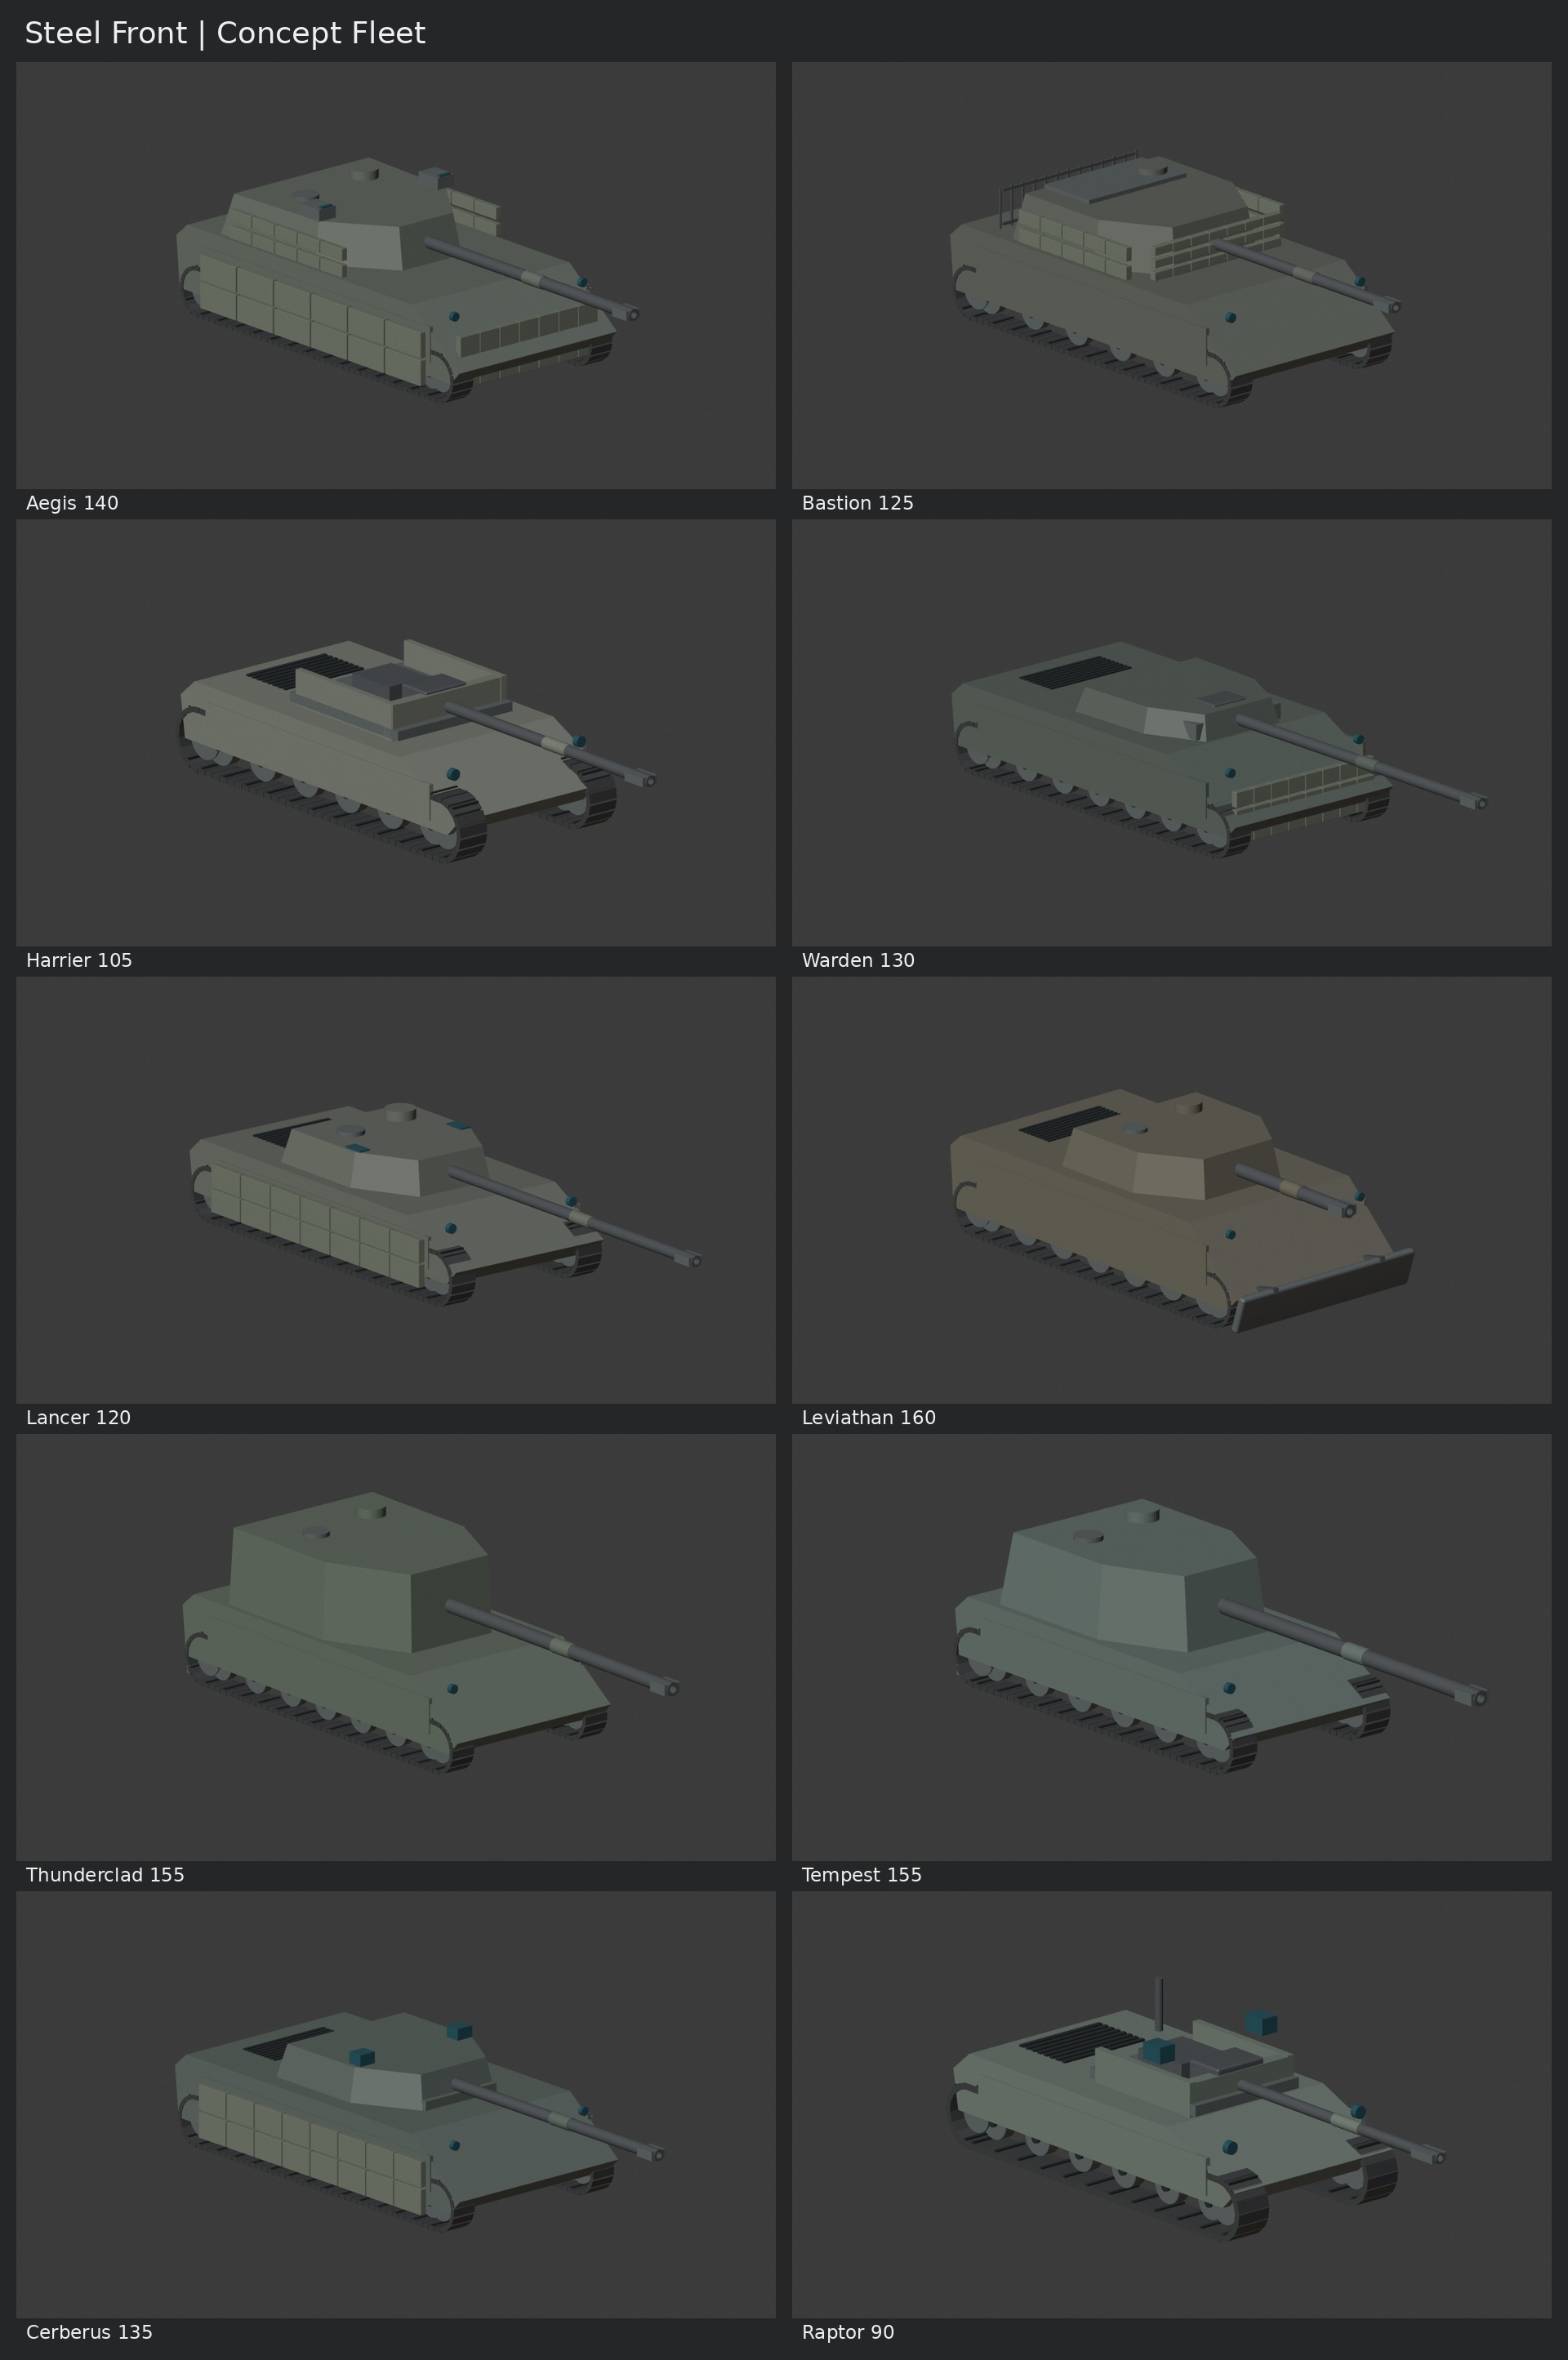 Steel Front | Concept Fleet
Aegis 140
Bastion 125
Harrier 105
Warden 130
Lancer 120
Leviathan 160
Thunderclad 155
Tempest 155
Cerberus 135
Raptor 90